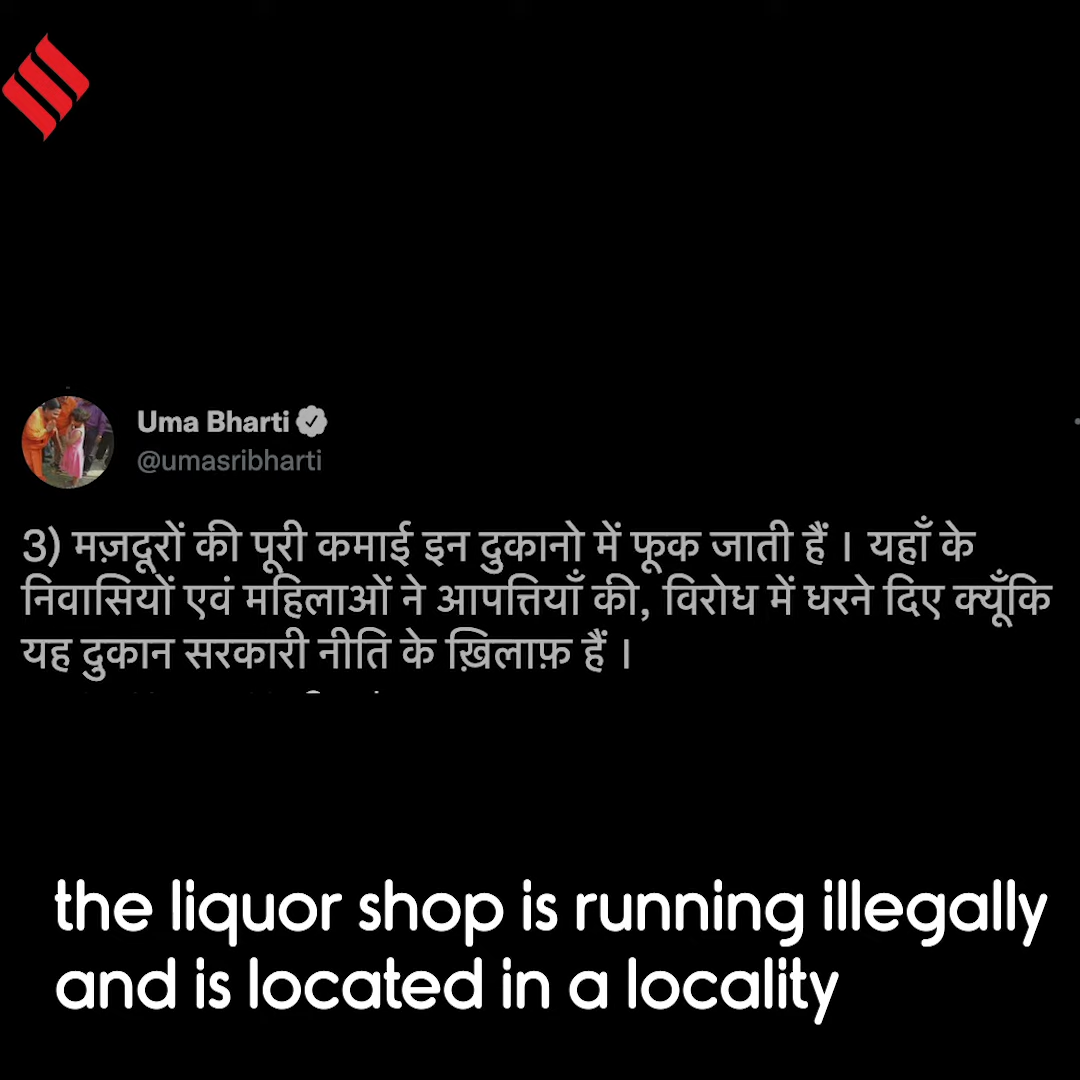 Uma Bharti
@umasribharti
3) मज़दूरों की पूरी कमाई इन दुकानो में फूक जाती हैं । यहाँ के
निवासियों एवं महिलाओं ने आपत्तियाँ की, विरोध में धरने दिए क्यूँकि
यह दुकान सरकारी नीति के ख़िलाफ़ हैं ।
the liquor shop is running illegally
and is located in a locality